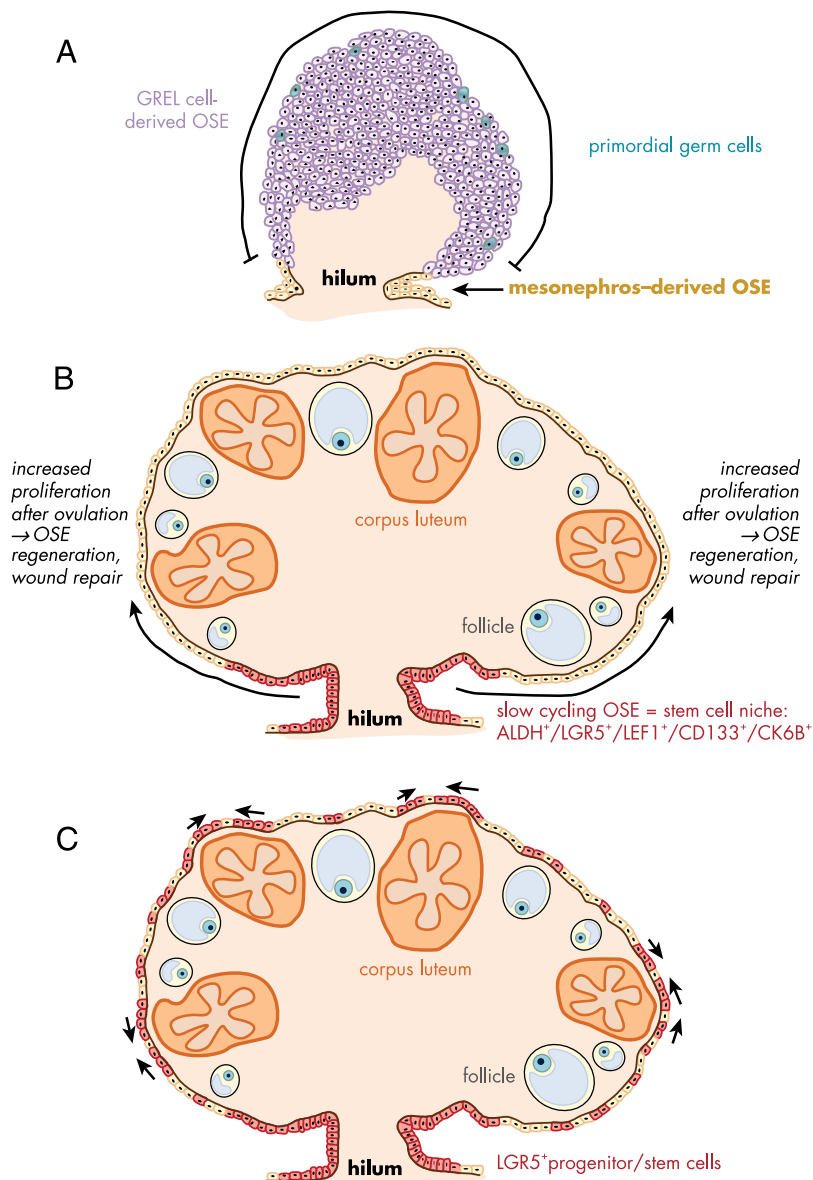 A
GREL cell-
derived OSE
primordial germ cells
hilum
mesonephros–derived OSE
B
increased
proliferation
after ovulation
→ OSE
regeneration,
wound repair
increased
proliferation
after ovulation
→ OSE
regeneration,
wound repair
corpus luteum
follicle
hilum
slow cycling OSE = stem cell niche:
ALDH⁺/LGR5⁺/LEF1⁺/CD133⁺/CK6B⁺
C
corpus luteum
follicle
hilum
LGR5⁺progenitor/stem cells